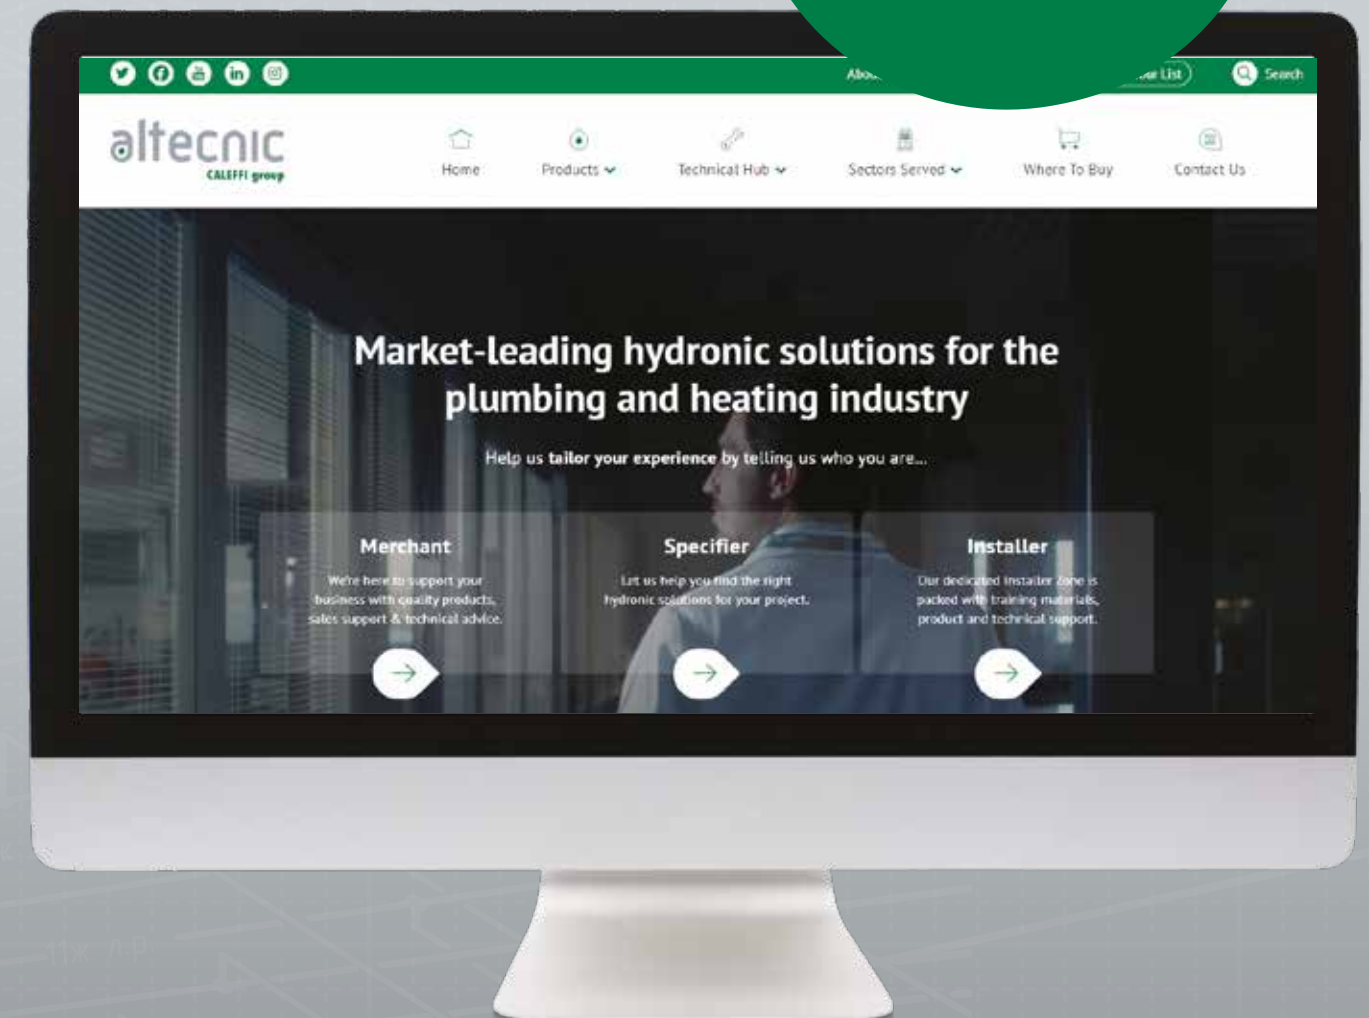 Search
altecnic
CALEFFI group
Home
Products
Technical Hub
Sectors Served
Where To Buy
Contact Us
Market-leading hydronic solutions for the
plumbing and heating industry
Help us tailor your experience by telling us who you are...
Merchant
We're here to support your
business with quality products,
sales support & technical advice.
Specifier
Let us help you find the right
hydronic solutions for your project.
Installer
Our dedicated Installer Zone is
packed with training materials,
product and technical support.